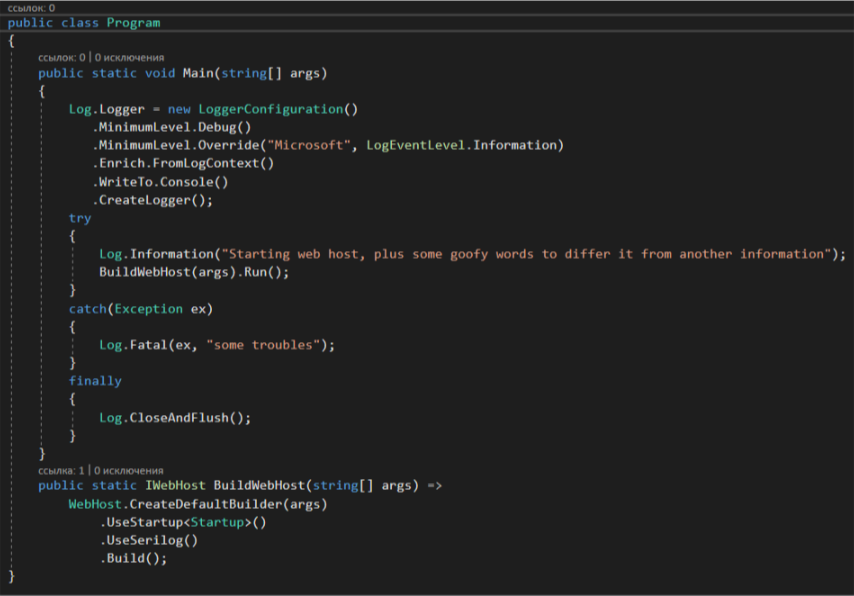 ссылок: 0
public class Program
{
ссылок: 0 | 0 исключения
public static void Main(string[] args)
{
Log.Logger = new LoggerConfiguration()
.MinimumLevel.Debug()
.MinimumLevel.Override("Microsoft", LogEventLevel.Information)
.Enrich.FromLogContext()
.WriteTo.Console()
.CreateLogger();
try
{
Log.Information("Starting web host, plus some goofy words to differ it from another information");
BuildWebHost(args).Run();
}
catch(Exception ex)
{
Log.Fatal(ex, "some troubles");
}
finally
{
Log.CloseAndFlush();
}
}
ссылка: 1 | 0 исключения
public static IWebHost BuildWebHost(string[] args) =>
WebHost.CreateDefaultBuilder(args)
.UseStartup<Startup>()
.UseSerilog()
.Build();
}